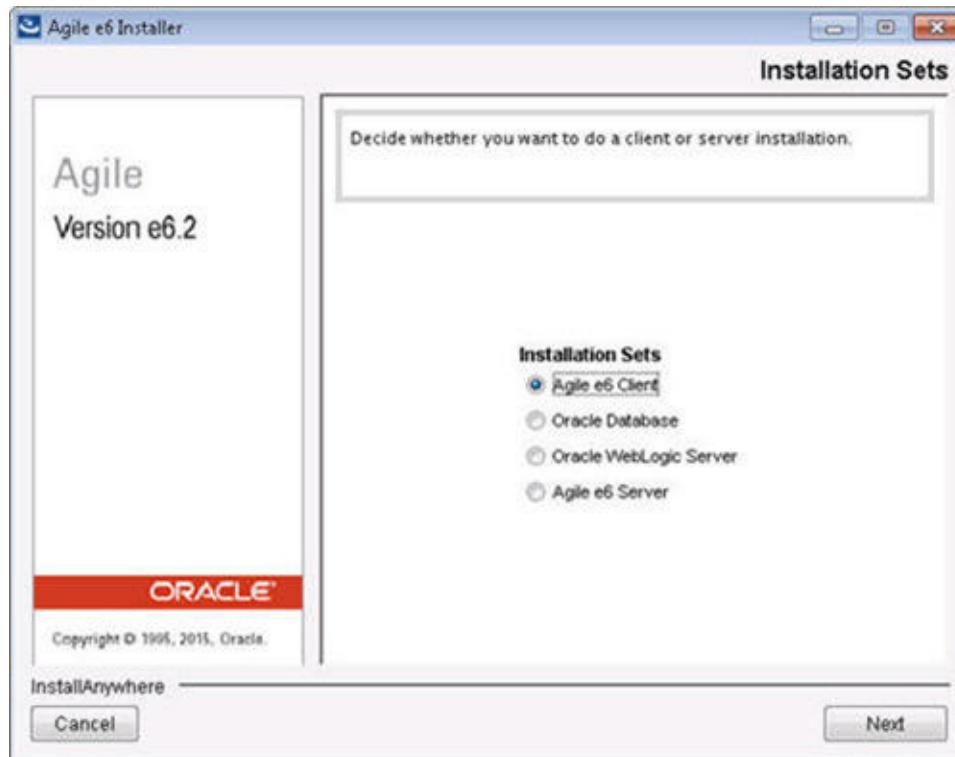 Agile e6 Installer
Installation Sets
Agile
Version e6.2
Decide whether you want to do a client or server installation.
Installation Sets
Agile e6 Client
Oracle Database
Oracle WebLogic Server
Agile e6 Server
ORACLE®
Copyright © 1995, 2015, Oracle.
InstallAnywhere
Cancel
Next